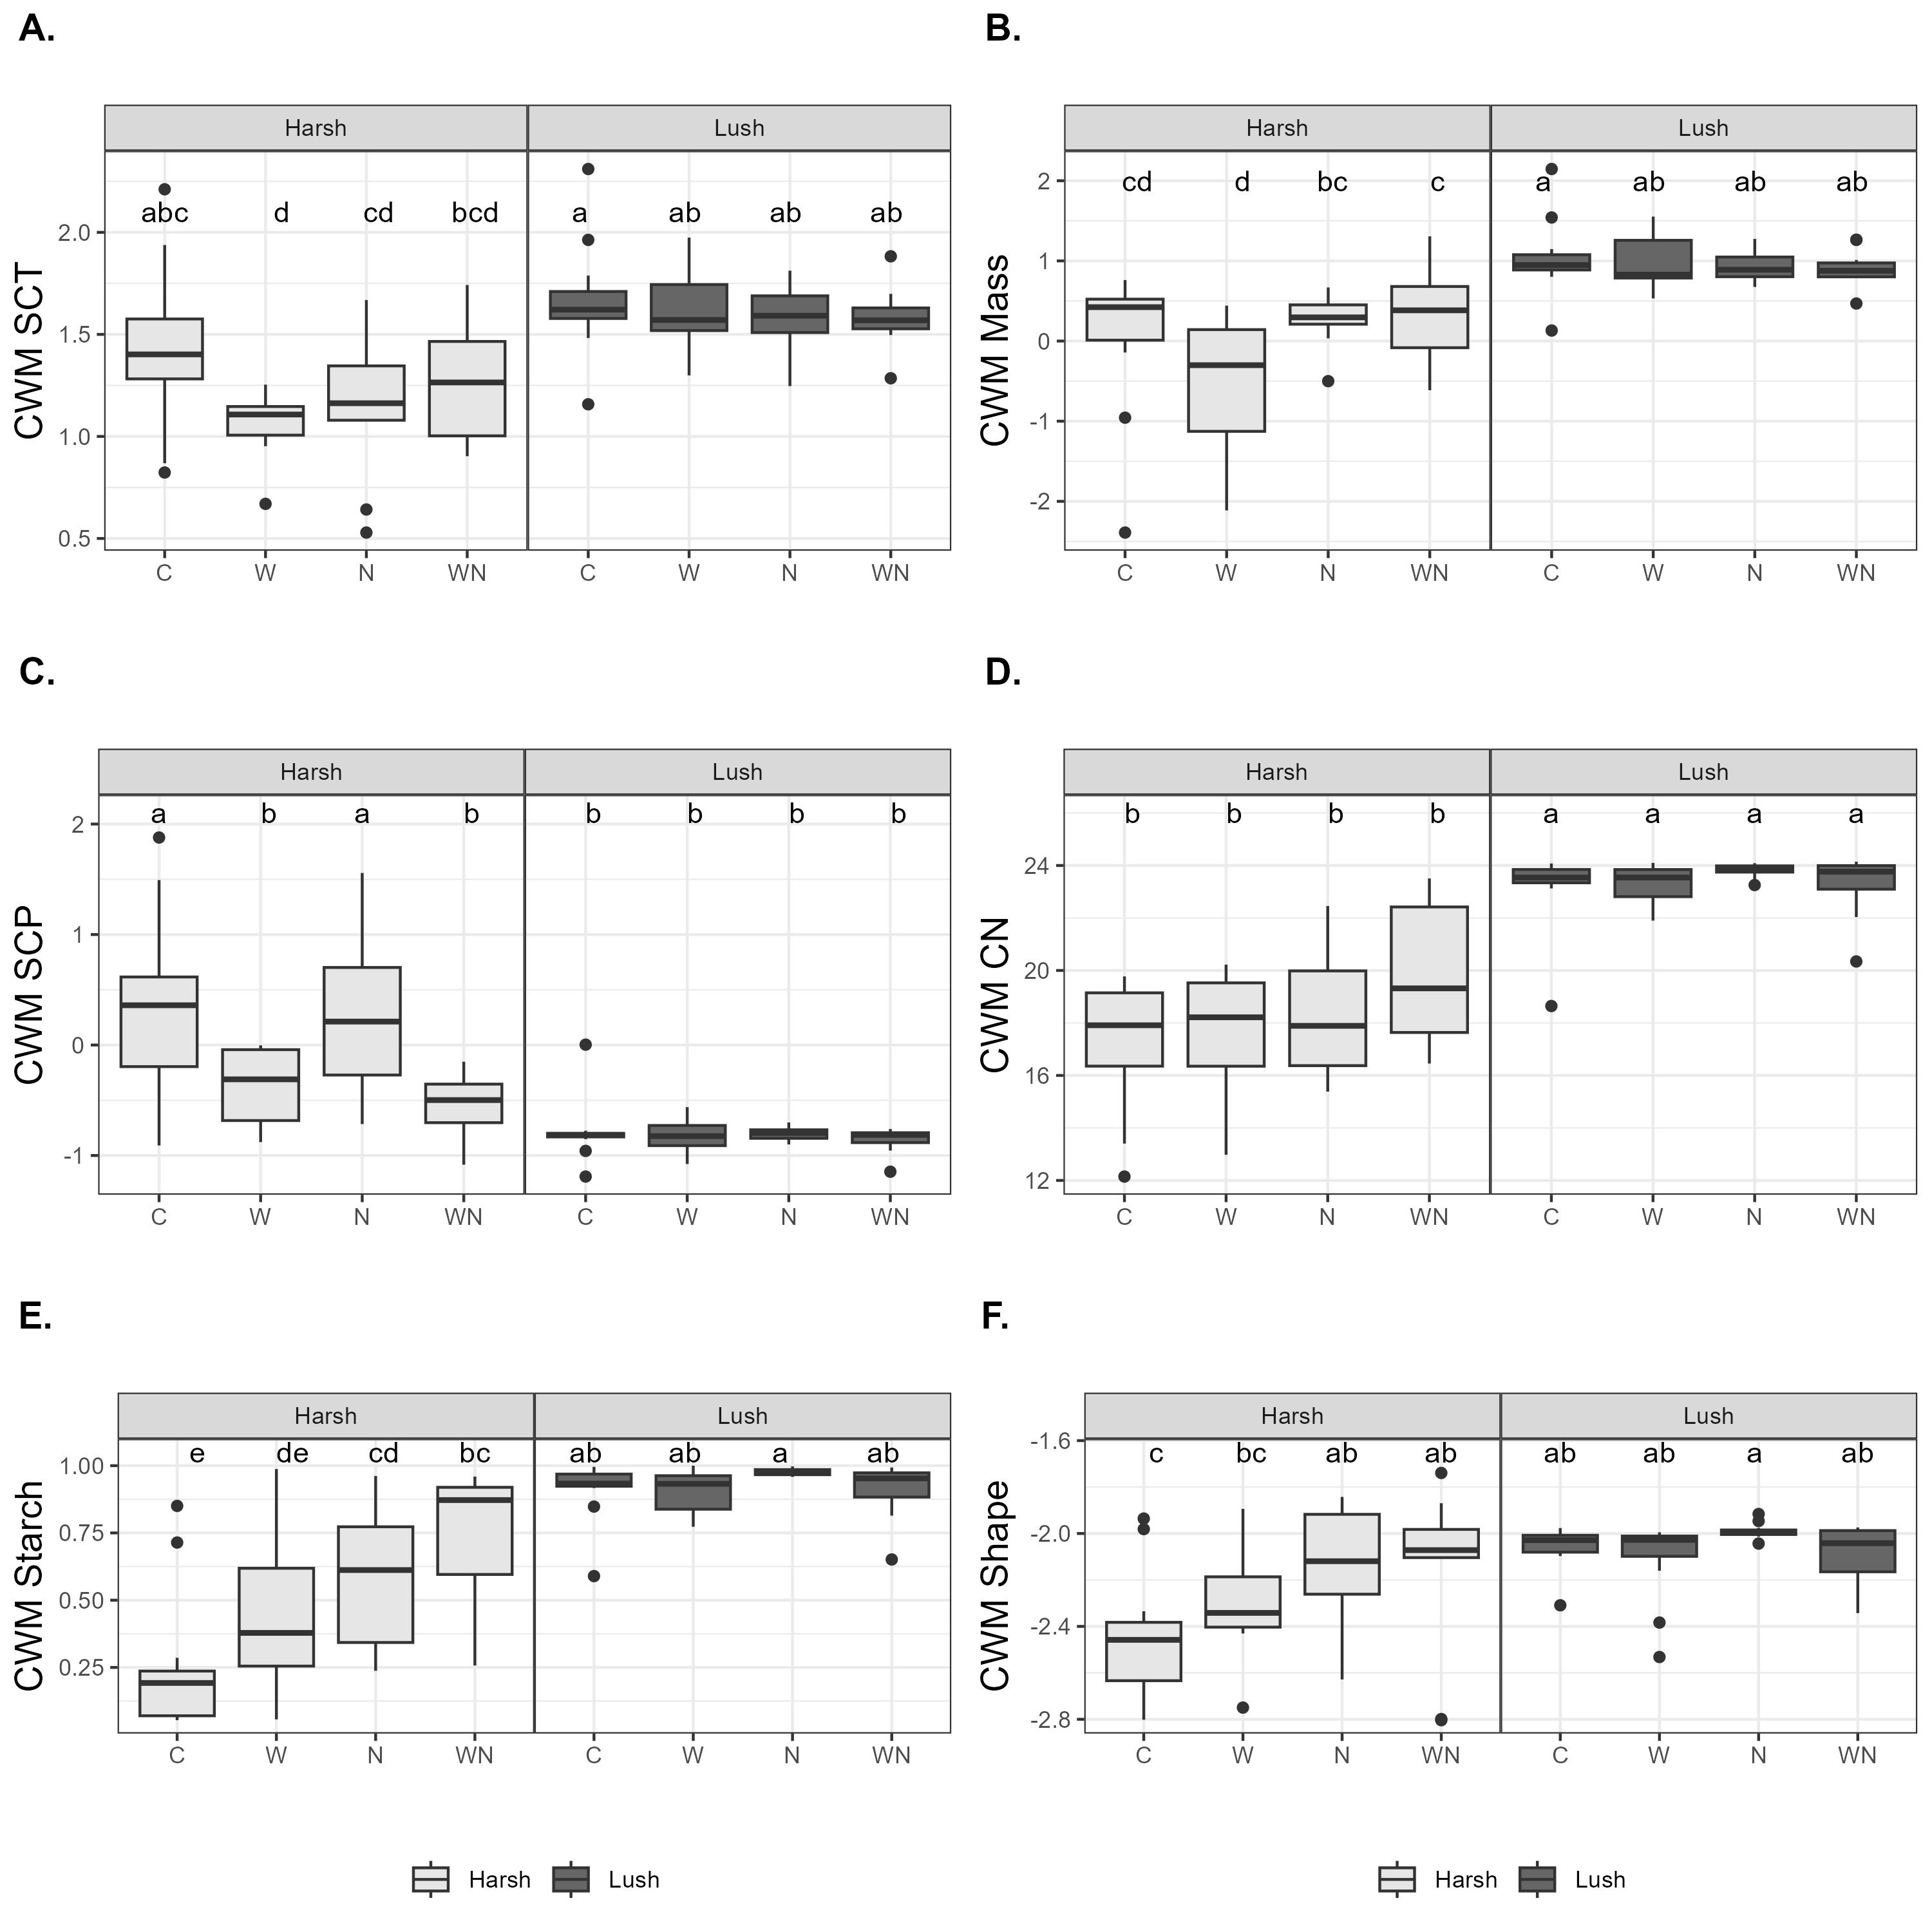 A.
Harsh Lush
CWM SCT
abc d cd bcd a ab ab ab
2.0
1.5
1.0
0.5
C W N WN C W N WN
B.
Harsh Lush
CWM Mass
cd d bc c a ab ab ab
2
1
0
-1
-2
C W N WN C W N WN
C.
Harsh Lush
CWM SCP
a b a b b b b b
2
1
0
-1
C W N WN C W N WN
D.
Harsh Lush
CWM CN
b b b b a a a a
24
20
16
12
C W N WN C W N WN
E.
Harsh Lush
CWM Starch
e de cd bc ab ab a ab
1.00
0.75
0.50
0.25
C W N WN C W N WN
Harsh Lush
F.
Harsh Lush
CWM Shape
c bc ab ab ab ab a ab
-1.6
-2.0
-2.4
-2.8
C W N WN C W N WN
Harsh Lush